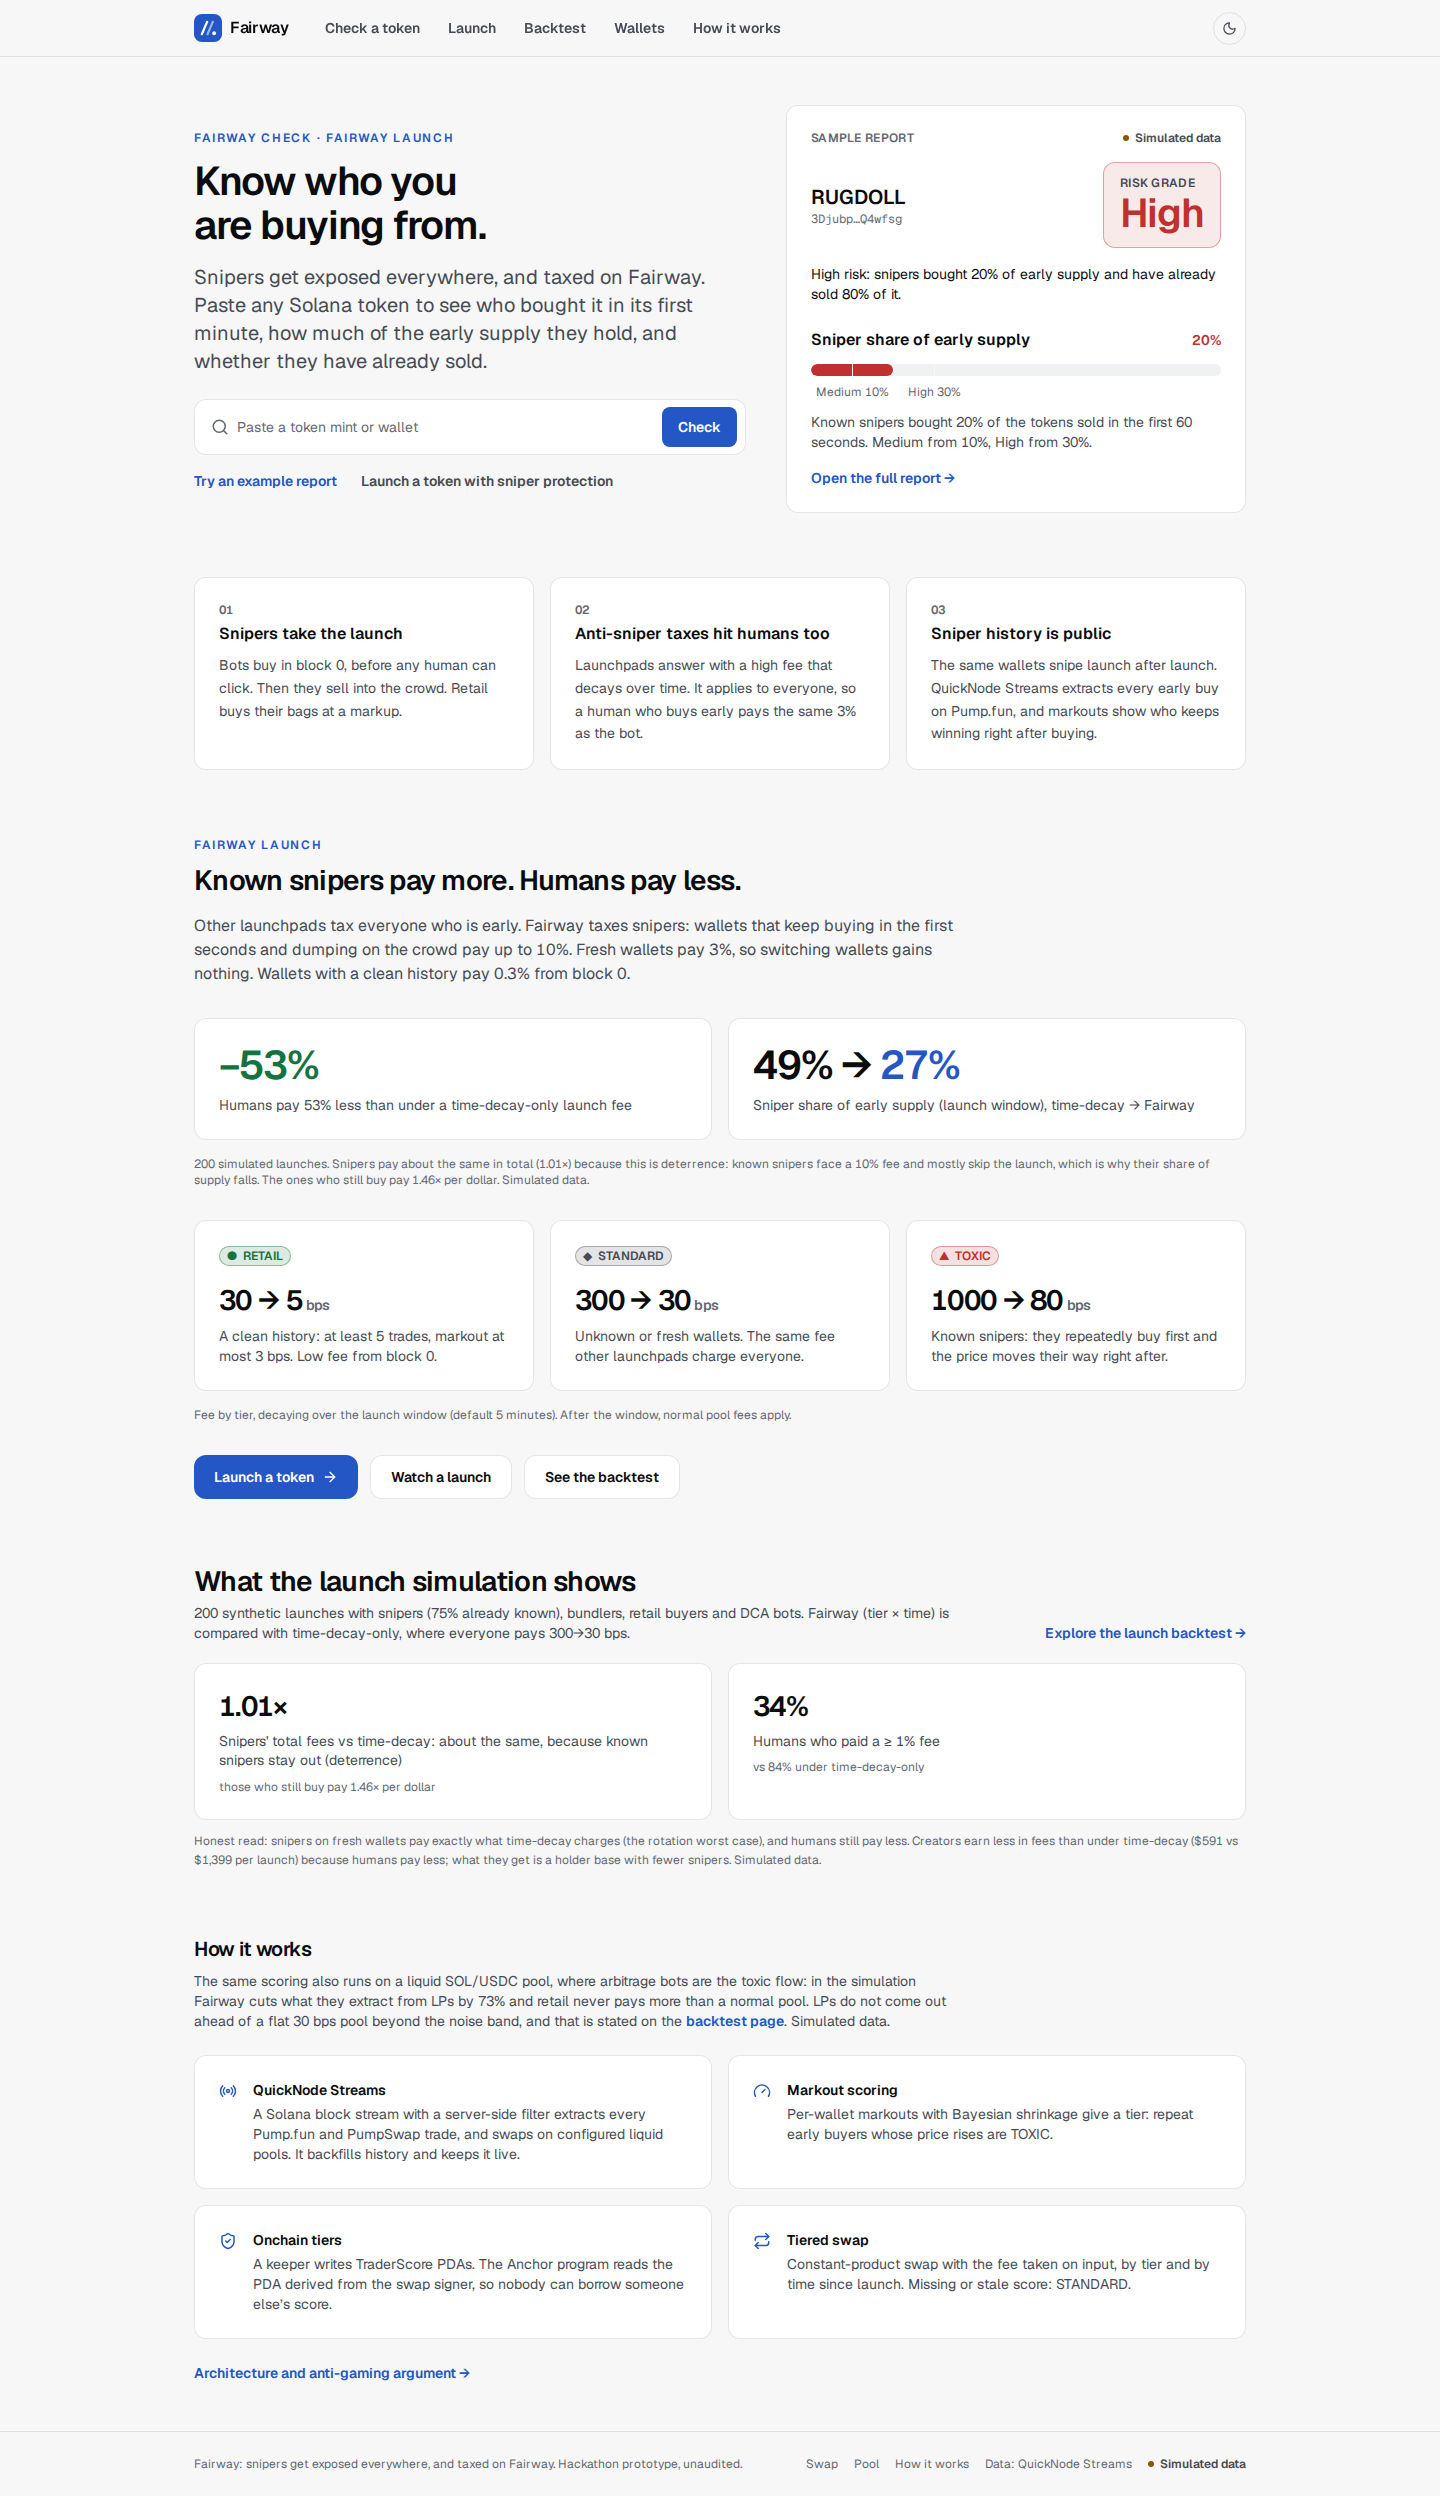 Fairway
Check a token
Launch
Backtest
Wallets
How it works
FAIRWAY CHECK · FAIRWAY LAUNCH
Know who you
are buying from.
Snipers get exposed everywhere, and taxed on Fairway.
Paste any Solana token to see who bought it in its first
minute, how much of the early supply they hold, and
whether they have already sold.
Paste a token mint or wallet
Check
Try an example report
Launch a token with sniper protection
SAMPLE REPORT
Simulated data
RUGDOLL
3Djubp…Q4wfsg
RISK GRADE
High
High risk: snipers bought 20% of early supply and have already
sold 80% of it.
Sniper share of early supply
20%
Medium 10%
High 30%
Known snipers bought 20% of the tokens sold in the first 60
seconds. Medium from 10%, High from 30%.
Open the full report →
01
Snipers take the launch
Bots buy in block 0, before any human can
click. Then they sell into the crowd. Retail
buys their bags at a markup.
02
Anti-sniper taxes hit humans too
Launchpads answer with a high fee that
decays over time. It applies to everyone, so
a human who buys early pays the same 3%
as the bot.
03
Sniper history is public
The same wallets snipe launch after launch.
QuickNode Streams extracts every early buy
on Pump.fun, and markouts show who keeps
winning right after buying.
FAIRWAY LAUNCH
Known snipers pay more. Humans pay less.
Other launchpads tax everyone who is early. Fairway taxes snipers: wallets that keep buying in the first
seconds and dumping on the crowd pay up to 10%. Fresh wallets pay 3%, so switching wallets gains
nothing. Wallets with a clean history pay 0.3% from block 0.
–53%
Humans pay 53% less than under a time-decay-only launch fee
49% → 27%
Sniper share of early supply (launch window), time-decay → Fairway
200 simulated launches. Snipers pay about the same in total (1.01×) because this is deterrence: known snipers face a 10% fee and mostly skip the launch, which is why their share of
supply falls. The ones who still buy pay 1.46× per dollar. Simulated data.
RETAIL
30 → 5 bps
A clean history: at least 5 trades, markout at
most 3 bps. Low fee from block 0.
STANDARD
300 → 30 bps
Unknown or fresh wallets. The same fee
other launchpads charge everyone.
TOXIC
1000 → 80 bps
Known snipers: they repeatedly buy first and
the price moves their way right after.
Fee by tier, decaying over the launch window (default 5 minutes). After the window, normal pool fees apply.
Launch a token →
Watch a launch
See the backtest
What the launch simulation shows
200 synthetic launches with snipers (75% already known), bundlers, retail buyers and DCA bots. Fairway (tier × time) is
compared with time-decay-only, where everyone pays 300→30 bps.
Explore the launch backtest →
1.01×
Snipers' total fees vs time-decay: about the same, because known
snipers stay out (deterrence)
those who still buy pay 1.46× per dollar
34%
Humans who paid a ≥ 1% fee
vs 84% under time-decay-only
Honest read: snipers on fresh wallets pay exactly what time-decay charges (the rotation worst case), and humans still pay less. Creators earn less in fees than under time-decay ($591 vs
$1,399 per launch) because humans pay less; what they get is a holder base with fewer snipers. Simulated data.
How it works
The same scoring also runs on a liquid SOL/USDC pool, where arbitrage bots are the toxic flow: in the simulation
Fairway cuts what they extract from LPs by 73% and retail never pays more than a normal pool. LPs do not come out
ahead of a flat 30 bps pool beyond the noise band, and that is stated on the backtest page. Simulated data.
QuickNode Streams
A Solana block stream with a server-side filter extracts every
Pump.fun and PumpSwap trade, and swaps on configured liquid
pools. It backfills history and keeps it live.
Markout scoring
Per-wallet markouts with Bayesian shrinkage give a tier: repeat
early buyers whose price rises are TOXIC.
Onchain tiers
A keeper writes TraderScore PDAs. The Anchor program reads the
PDA derived from the swap signer, so nobody can borrow someone
else's score.
Tiered swap
Constant-product swap with the fee taken on input, by tier and by
time since launch. Missing or stale score: STANDARD.
Architecture and anti-gaming argument →
Fairway: snipers get exposed everywhere, and taxed on Fairway. Hackathon prototype, unaudited.
Swap
Pool
How it works
Data: QuickNode Streams
Simulated data